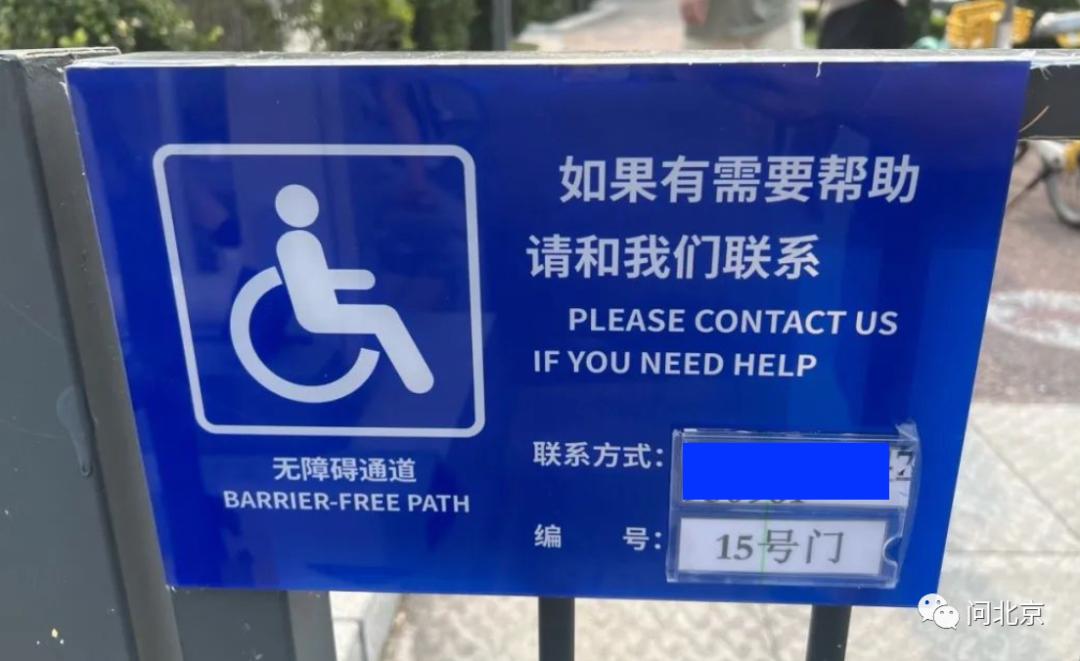 如果有需要帮助
请和我们联系
PLEASE CONTACT US
IF YOU NEED HELP
无障碍通道
BARRIER-FREE PATH
联系方式:
编 号:
15号门
问北京